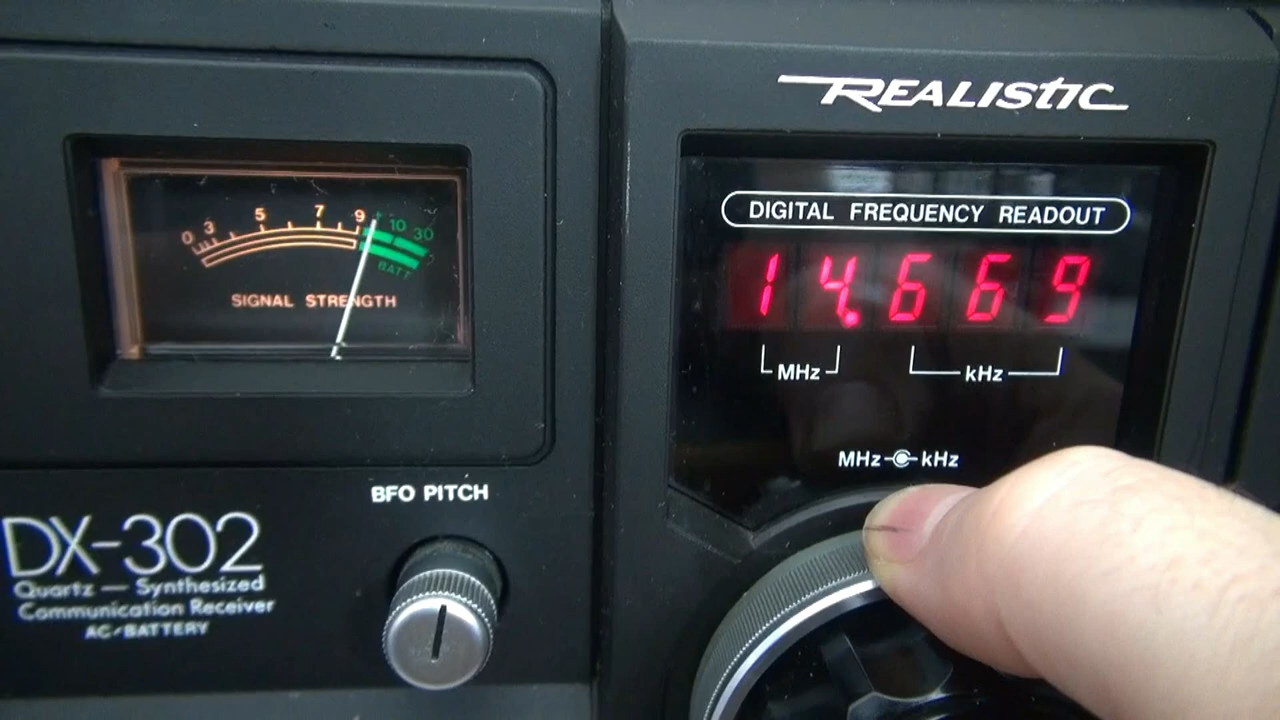 0 3 5 7 9 + 10 30
BATT
SIGNAL STRENGTH
DX-302
Quartz — Synthesized
Communication Receiver
AC/BATTERY
BFO PITCH
REALISTIC
DIGITAL FREQUENCY READOUT
14.669
MHz kHz
MHz kHz